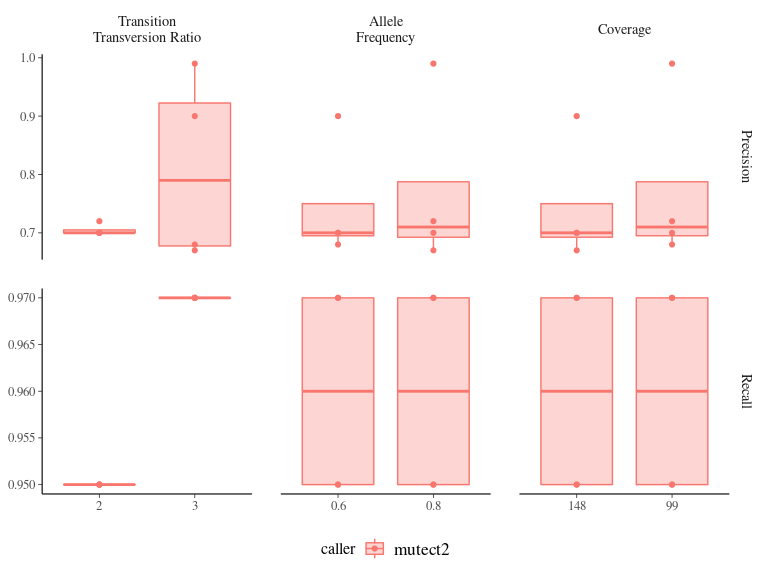 Transition
Transversion Ratio
Allele
Frequency
Coverage
1.0
0.9
0.8
0.7
Precision
0.970
0.965
0.960
0.955
0.950
Recall
2
3
0.6
0.8
148
99
caller
mutect2